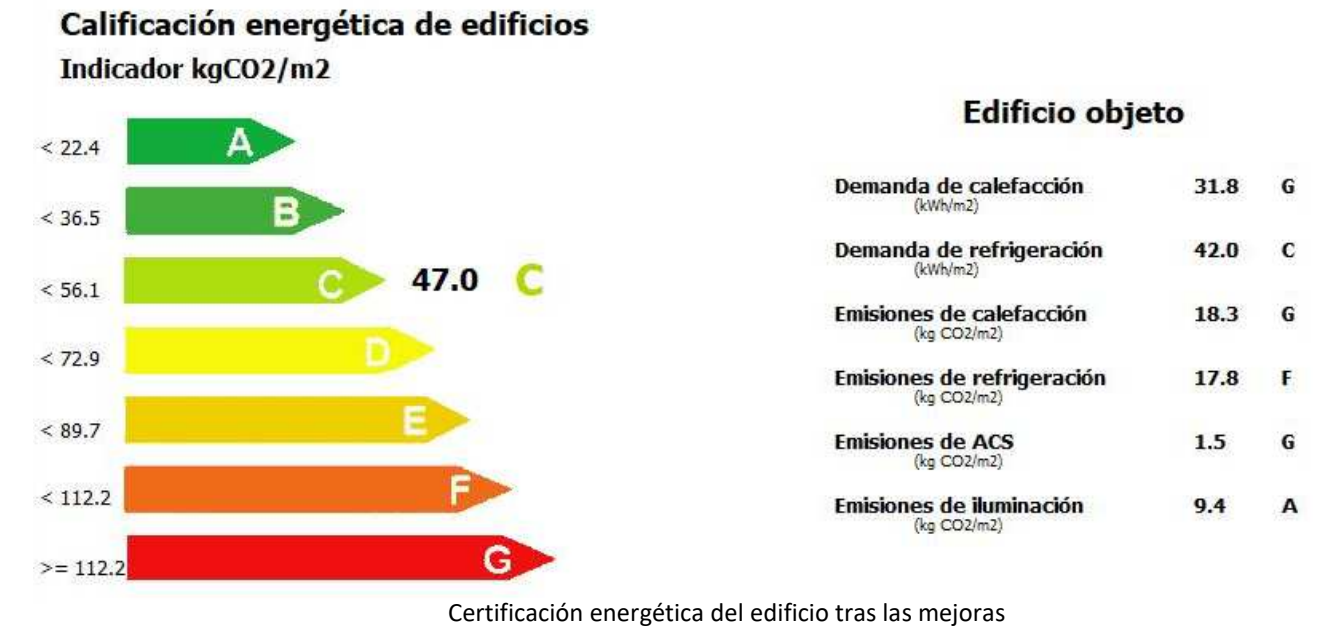 Calificación energética de edificios
Indicador kgCO2/m2
< 22.4 A
< 36.5 B
< 56.1 C 47.0 C
< 72.9 D
< 89.7 E
< 112.2 F
>= 112.2 G
Edificio objeto
Demanda de calefacción 31.8 G
(kWh/m2)
Demanda de refrigeración 42.0 C
(kWh/m2)
Emisiones de calefacción 18.3 G
(kg CO2/m2)
Emisiones de refrigeración 17.8 F
(kg CO2/m2)
Emisiones de ACS 1.5 G
(kg CO2/m2)
Emisiones de iluminación 9.4 A
(kg CO2/m2)
Certificación energética del edificio tras las mejoras